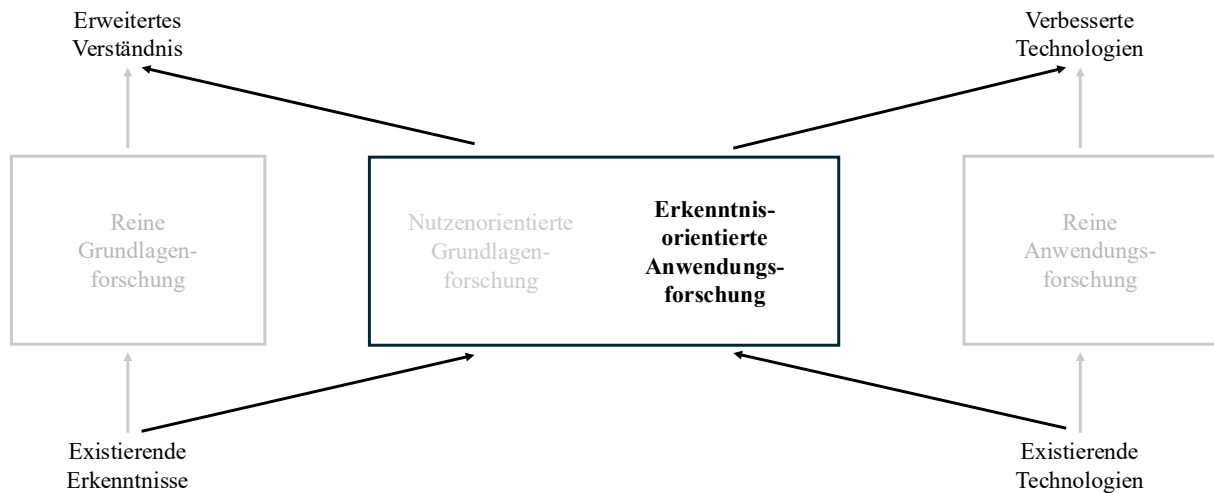 Erweitertes
Verständnis
Verbesserte
Technologien
Reine
Grundlagen-
forschung
Nutzenorientierte
Grundlagen-
forschung
Erkenntnis-
orientierte
Anwendungs-
forschung
Reine
Anwendungs-
forschung
Existierende
Erkenntnisse
Existierende
Technologien